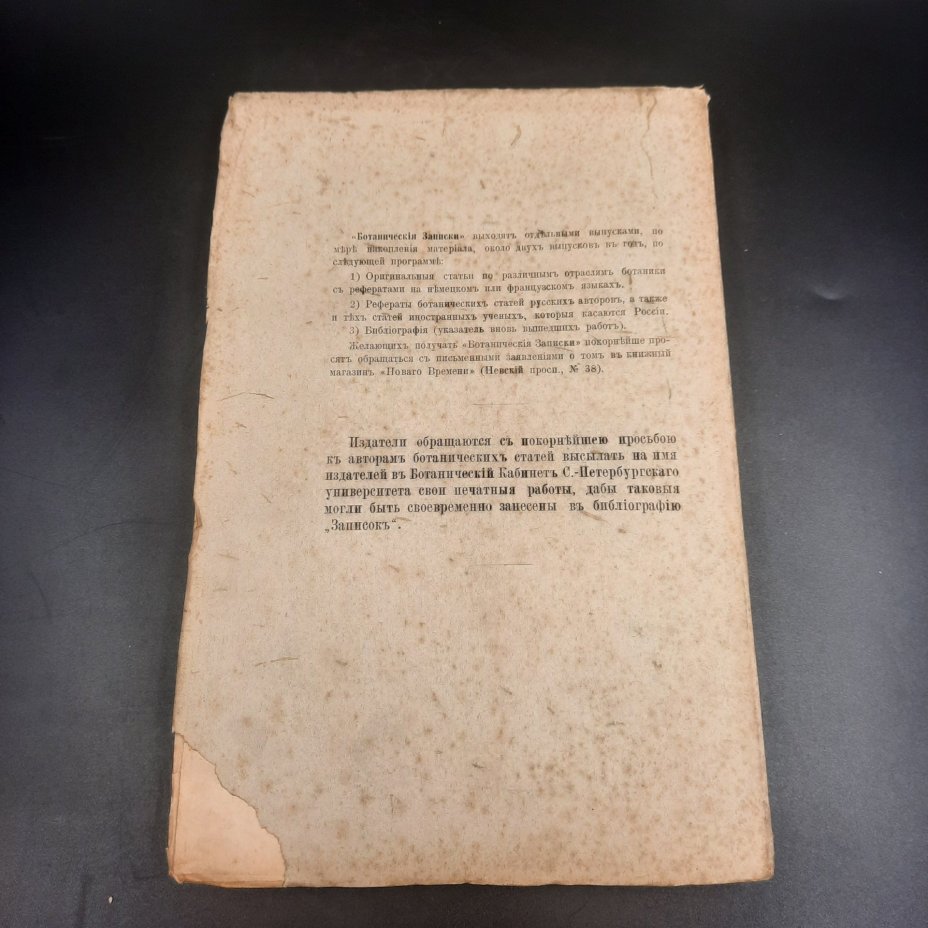 «Ботаническія Записки» выходятъ отдѣльными выпусками, по
мѣрѣ накопленія матеріала, около двухъ выпусковъ въ годъ, по
слѣдующей программѣ:
1) Оригинальныя статьи по различнымъ отраслямъ ботаники
съ рефератами на нѣмецкомъ или французскомъ языкахъ.
2) Рефераты ботаническихъ статей русскихъ авторовъ, а также
и тѣхъ статей иностранныхъ ученыхъ, которыя касаются Россіи.
3) Библіографія (указатель вновь вышедшихъ работъ).
Желающихъ получать «Ботаническія Записки» покорнѣйше про-
сятъ обращаться съ письменными заявленіями о томъ въ книжный
магазинъ «Новаго Времени» (Невскій просп., № 38).
Издатели обращаются съ покорнѣйшею просьбою
къ авторамъ ботаническихъ статей высылать на имя
издателей въ Ботаническій Кабинетъ С.-Петербургскаго
университета свои печатныя работы, дабы таковыя
могли быть своевременно занесены въ библіографію
„Записокъ“.